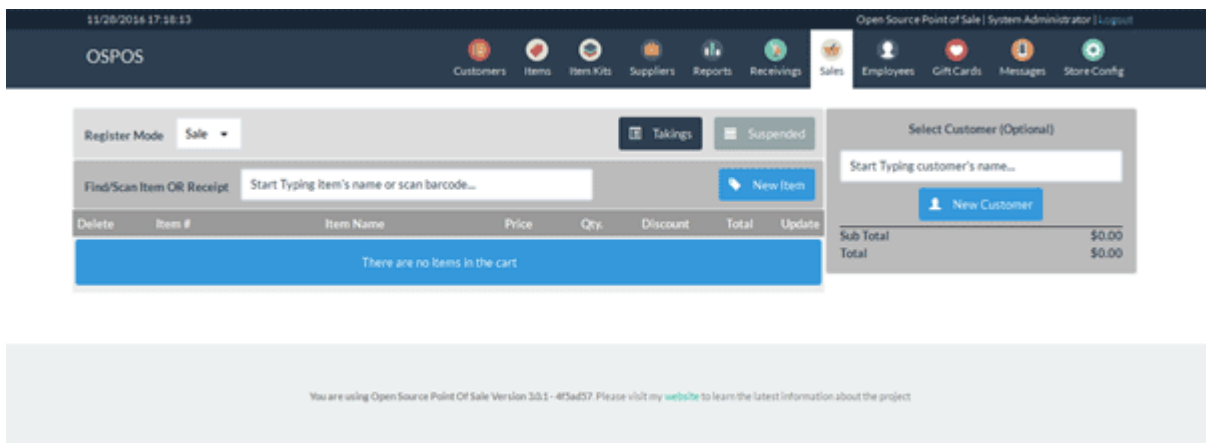 11/28/2016 17:18:13 Open Source Point of Sale | System Administrator | Logout
OSPOS
Customers Items Item Kits Suppliers Reports Receivings Sales Employees Gift Cards Messages Store Config
Register Mode Sale Takings Suspended
Select Customer (Optional)
Start Typing customer's name...
Find/Scan Item OR Receipt Start Typing item's name or scan barcode... New Item
New Customer
Delete Item # Item Name Price Qty. Discount Total Update
Sub Total $0.00
Total $0.00
There are no items in the cart
You are using Open Source Point Of Sale Version 3.0.1 - 4f5ad57. Please visit my website to learn the latest information about the project